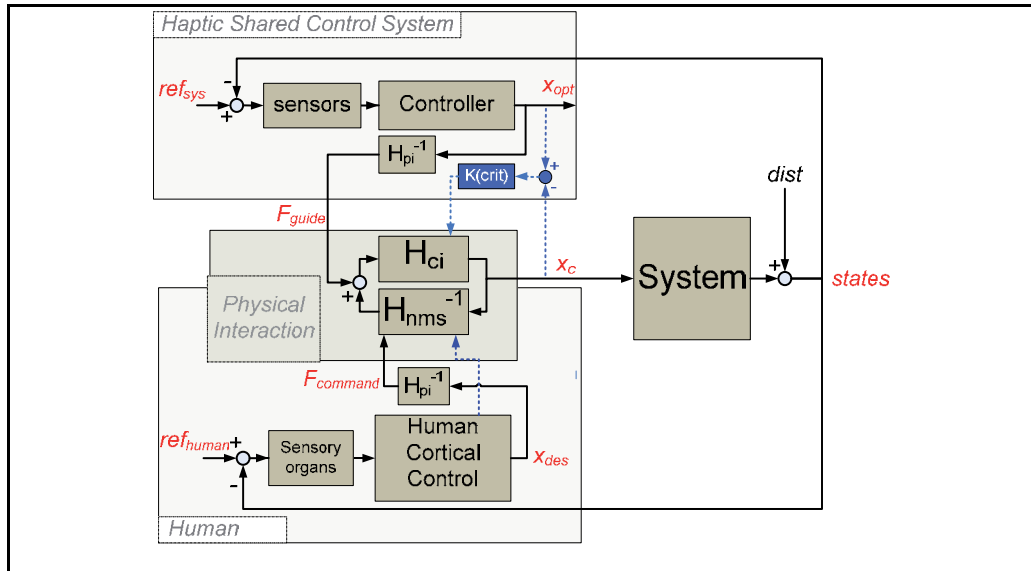 Haptic Shared Control System
-
ref_sys
+
sensors
Controller
x_opt
H_pi^-1
K(crit)
+
-
F_guide
dist
H_ci
x_c
+
System
+
states
H_nms^-1
Physical
Interaction
F_command
H_pi^-1
ref_human
+
Sensory
organs
Human
Cortical
Control
x_des
-
Human